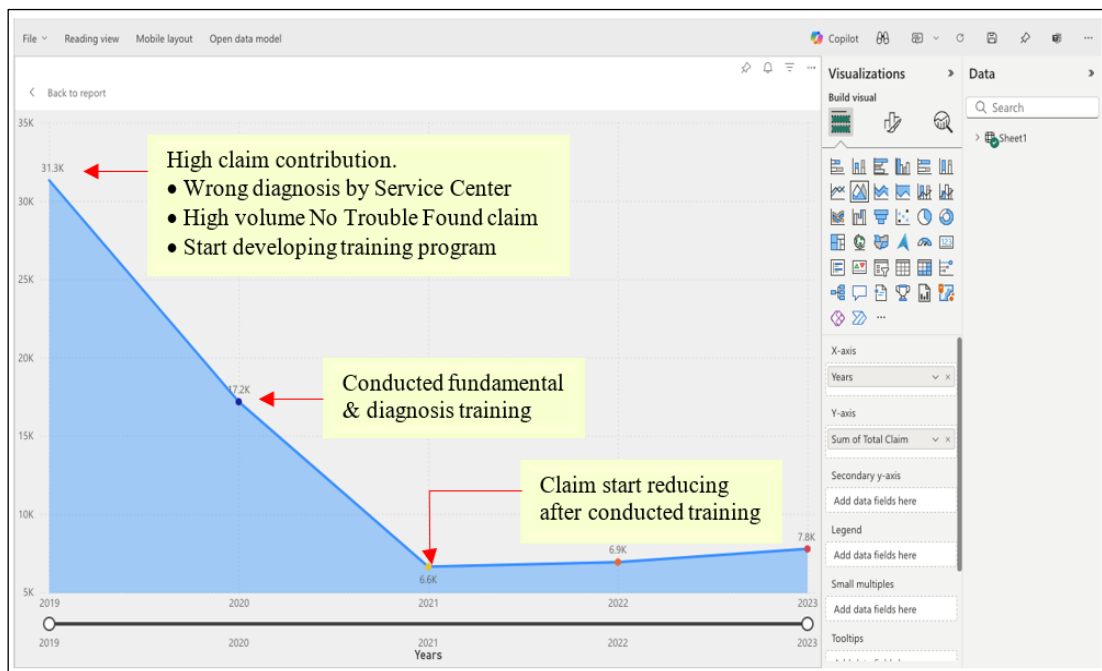 File
Reading view
Mobile layout
Open data model
Copilot
Back to report
35K
31.3K
30K
25K
20K
17.2K
15K
10K
6.6K
6.9K
7.8K
5K
High claim contribution.
• Wrong diagnosis by Service Center
• High volume No Trouble Found claim
• Start developing training program
Conducted fundamental
& diagnosis training
Claim start reducing
after conducted training
2019 2020 2021 2022 2023
2019 2020 2021 2022 2023
Years
Visualizations
Build visual
123
X-axis
Years
Y-axis
Sum of Total Claim
Secondary y-axis
Add data fields here
Legend
Add data fields here
Small multiples
Add data fields here
Tooltips
Data
Search
Sheet1